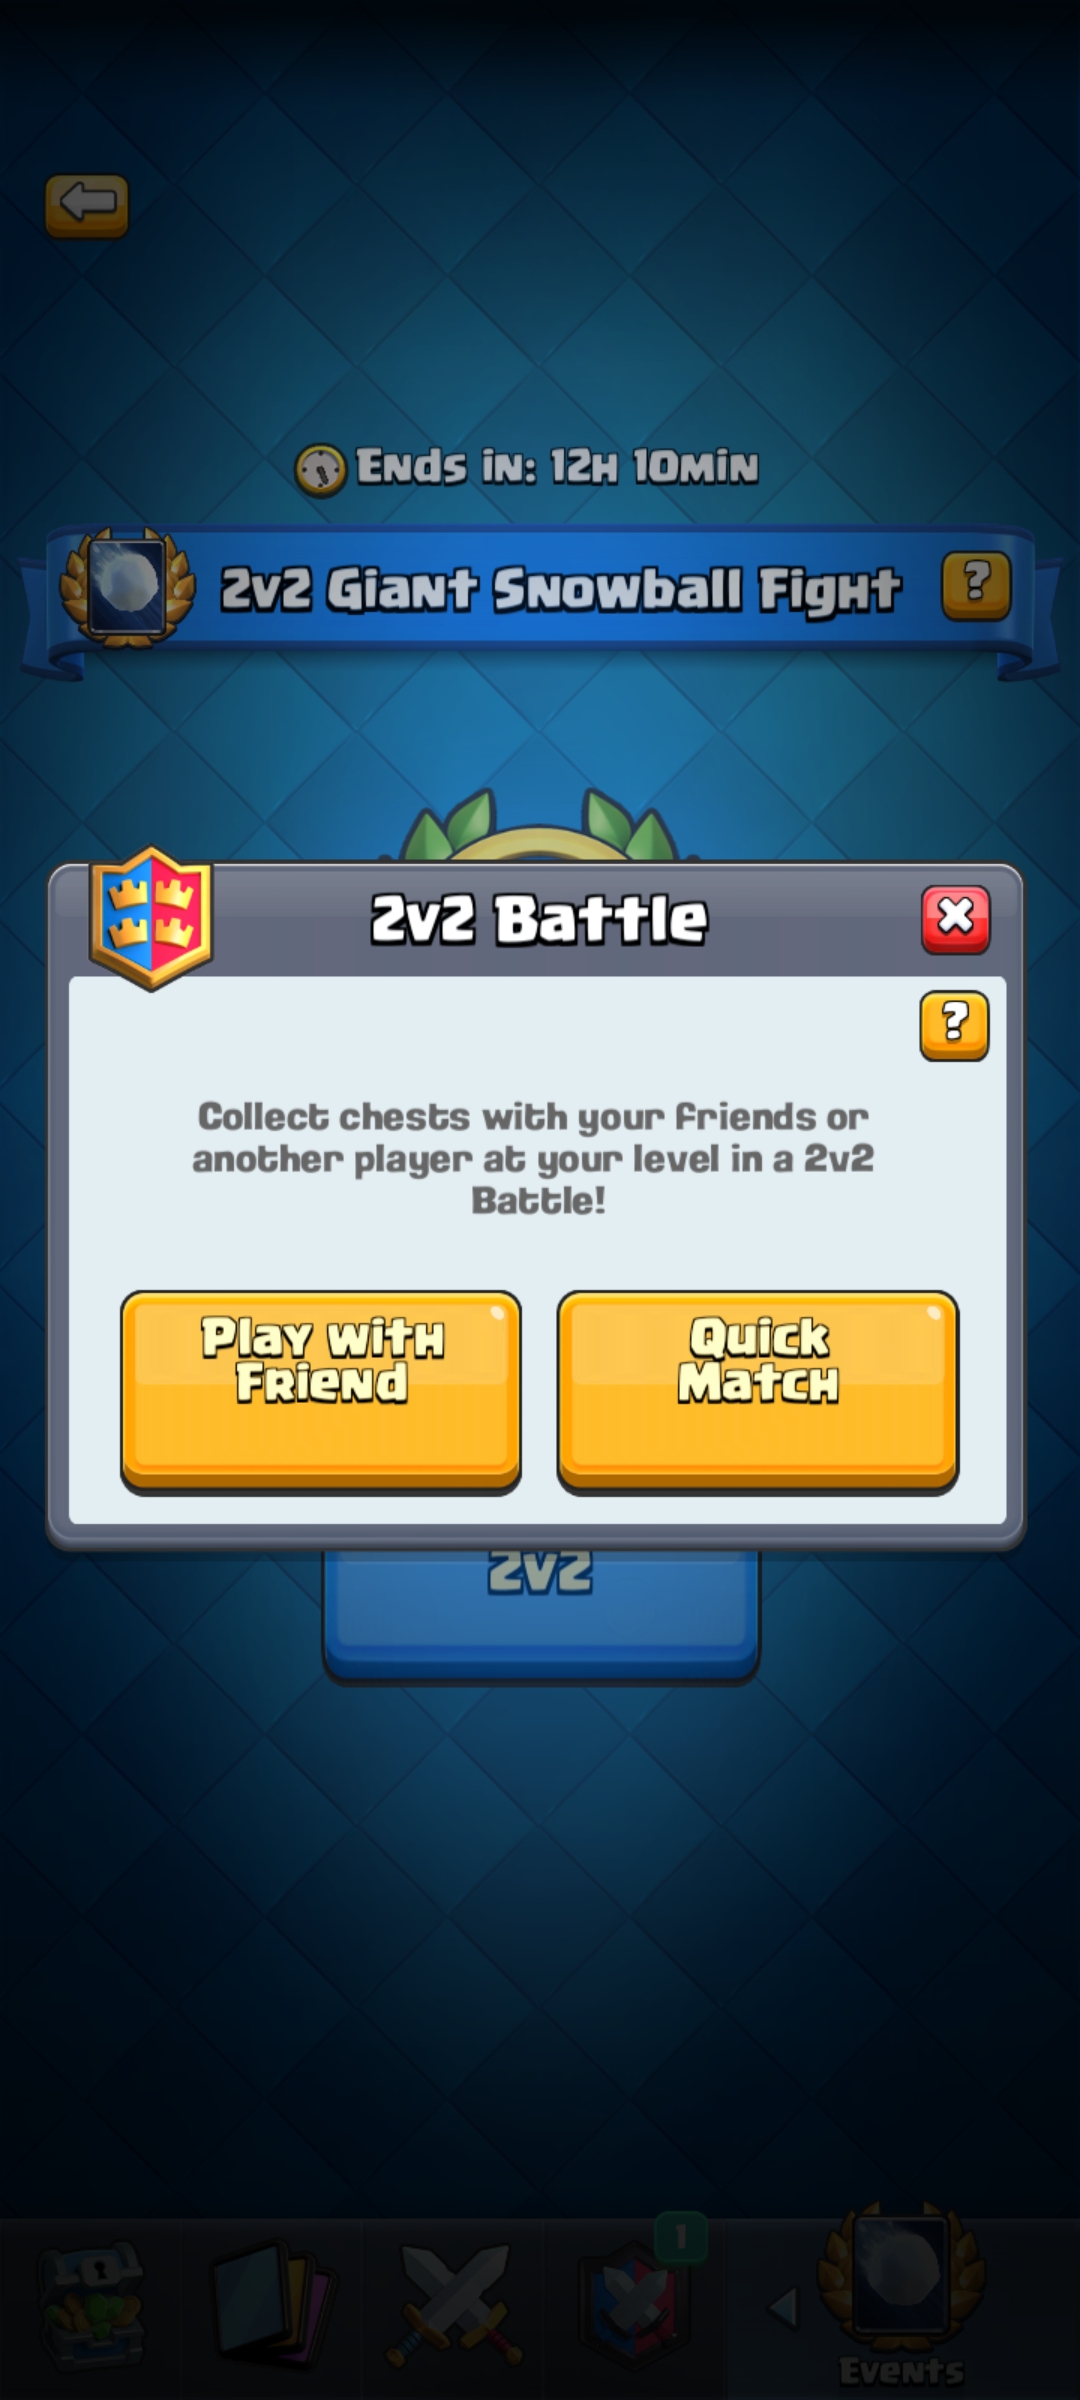 Ends in: 12h 10min
2v2 Giant Snowball Fight
?
2v2 Battle
?
Collect chests with your friends or
another player at your level in a 2v2
Battle!
Play with
Friend
Quick
Match
2v2
1
Events